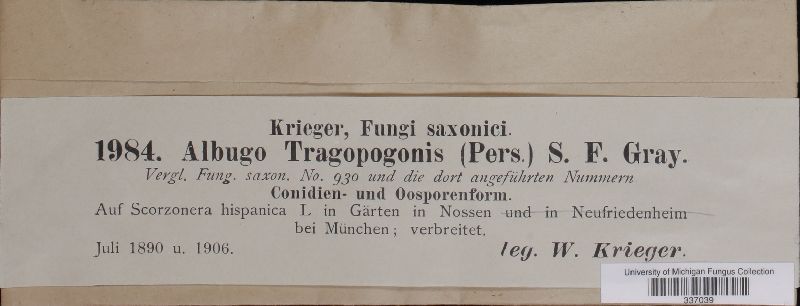 Krieger, Fungi saxonici.
1984. Albugo Tragopogonis (Pers.) S. F. Gray.
Vergl. Fung. saxon. No. 930 und die dort angeführten Nummern
Conidien- und Oosporenform.
Auf Scorzonera hispanica L in Gärten in Nossen und in Neufriedenheim
bei München; verbreitet.
Juli 1890 u. 1906. leg. W. Krieger.
University of Michigan Fungus Collection
337039